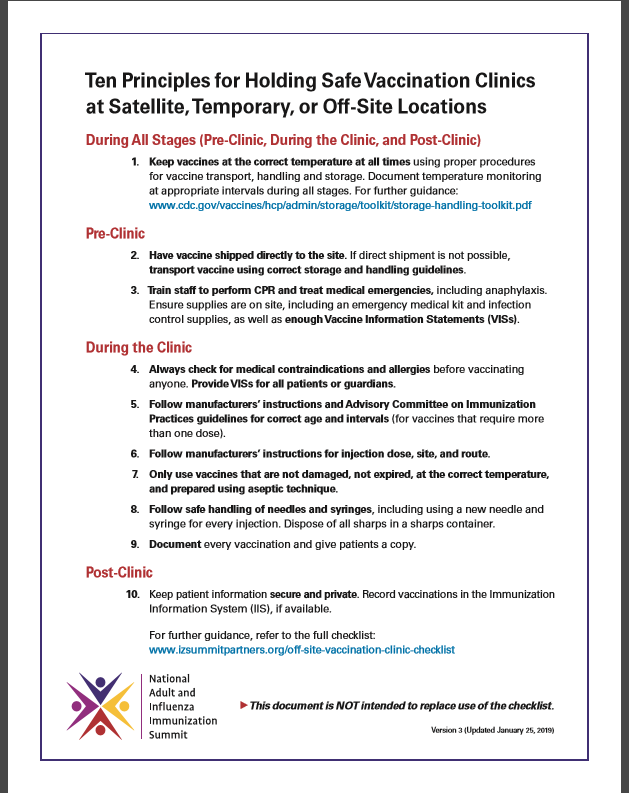 Ten Principles for Holding Safe Vaccination Clinics
at Satellite, Temporary, or Off-Site Locations
During All Stages (Pre-Clinic, During the Clinic, and Post-Clinic)
1. Keep vaccines at the correct temperature at all times using proper procedures
for vaccine transport, handling and storage. Document temperature monitoring
at appropriate intervals during all stages. For further guidance:
www.cdc.gov/vaccines/hcp/admin/storage/toolkit/storage-handling-toolkit.pdf
Pre-Clinic
2. Have vaccine shipped directly to the site. If direct shipment is not possible,
transport vaccine using correct storage and handling guidelines.
3. Train staff to perform CPR and treat medical emergencies, including anaphylaxis.
Ensure supplies are on site, including an emergency medical kit and infection
control supplies, as well as enough Vaccine Information Statements (VISs).
During the Clinic
4. Always check for medical contraindications and allergies before vaccinating
anyone. Provide VISs for all patients or guardians.
5. Follow manufacturers' instructions and Advisory Committee on Immunization
Practices guidelines for correct age and intervals (for vaccines that require more
than one dose).
6. Follow manufacturers' instructions for injection dose, site, and route.
7. Only use vaccines that are not damaged, not expired, at the correct temperature,
and prepared using aseptic technique.
8. Follow safe handling of needles and syringes, including using a new needle and
syringe for every injection. Dispose of all sharps in a sharps container.
9. Document every vaccination and give patients a copy.
Post-Clinic
10. Keep patient information secure and private. Record vaccinations in the Immunization
Information System (IIS), if available.
For further guidance, refer to the full checklist:
www.izsummitpartners.org/off-site-vaccination-clinic-checklist
National
Adult and
Influenza
Immunization
Summit
▶ This document is NOT intended to replace use of the checklist.
Version 3 (Updated January 25, 2019)